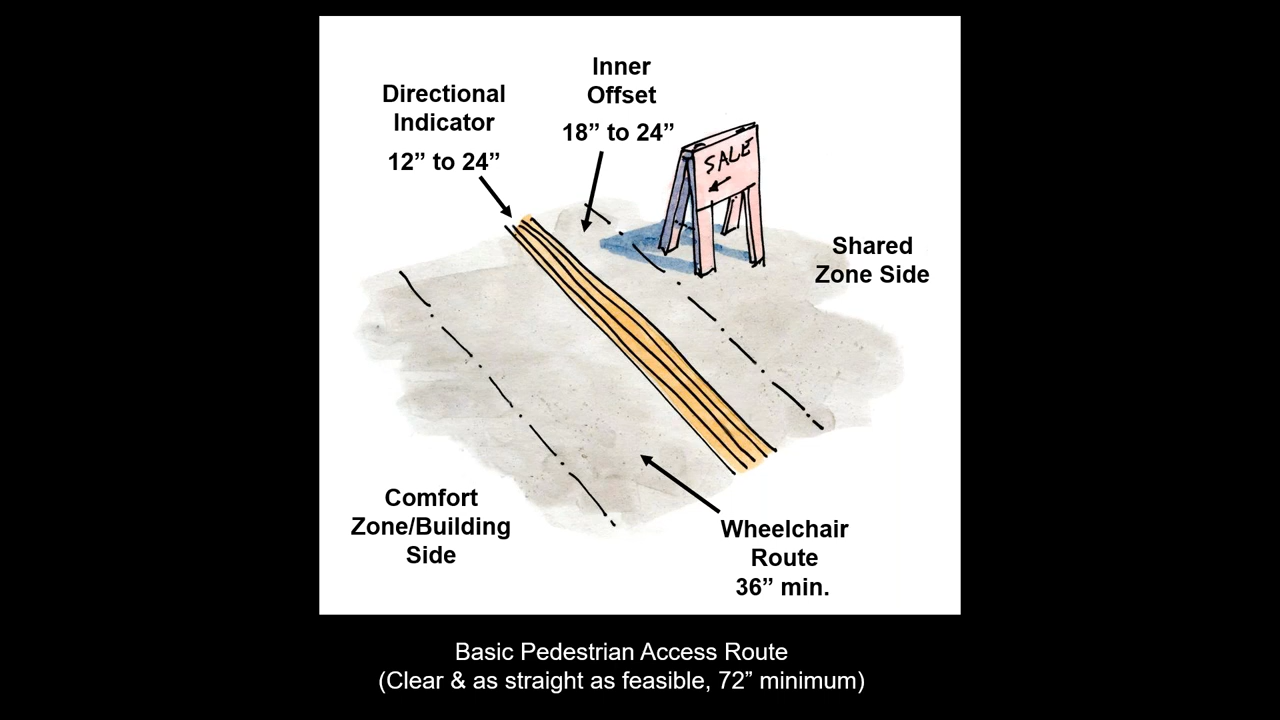 Inner
Offset
18” to 24”
Directional
Indicator
12” to 24”
SALE
Shared
Zone Side
Comfort
Zone/Building
Side
Wheelchair
Route
36” min.
Basic Pedestrian Access Route
(Clear & as straight as feasible, 72” minimum)